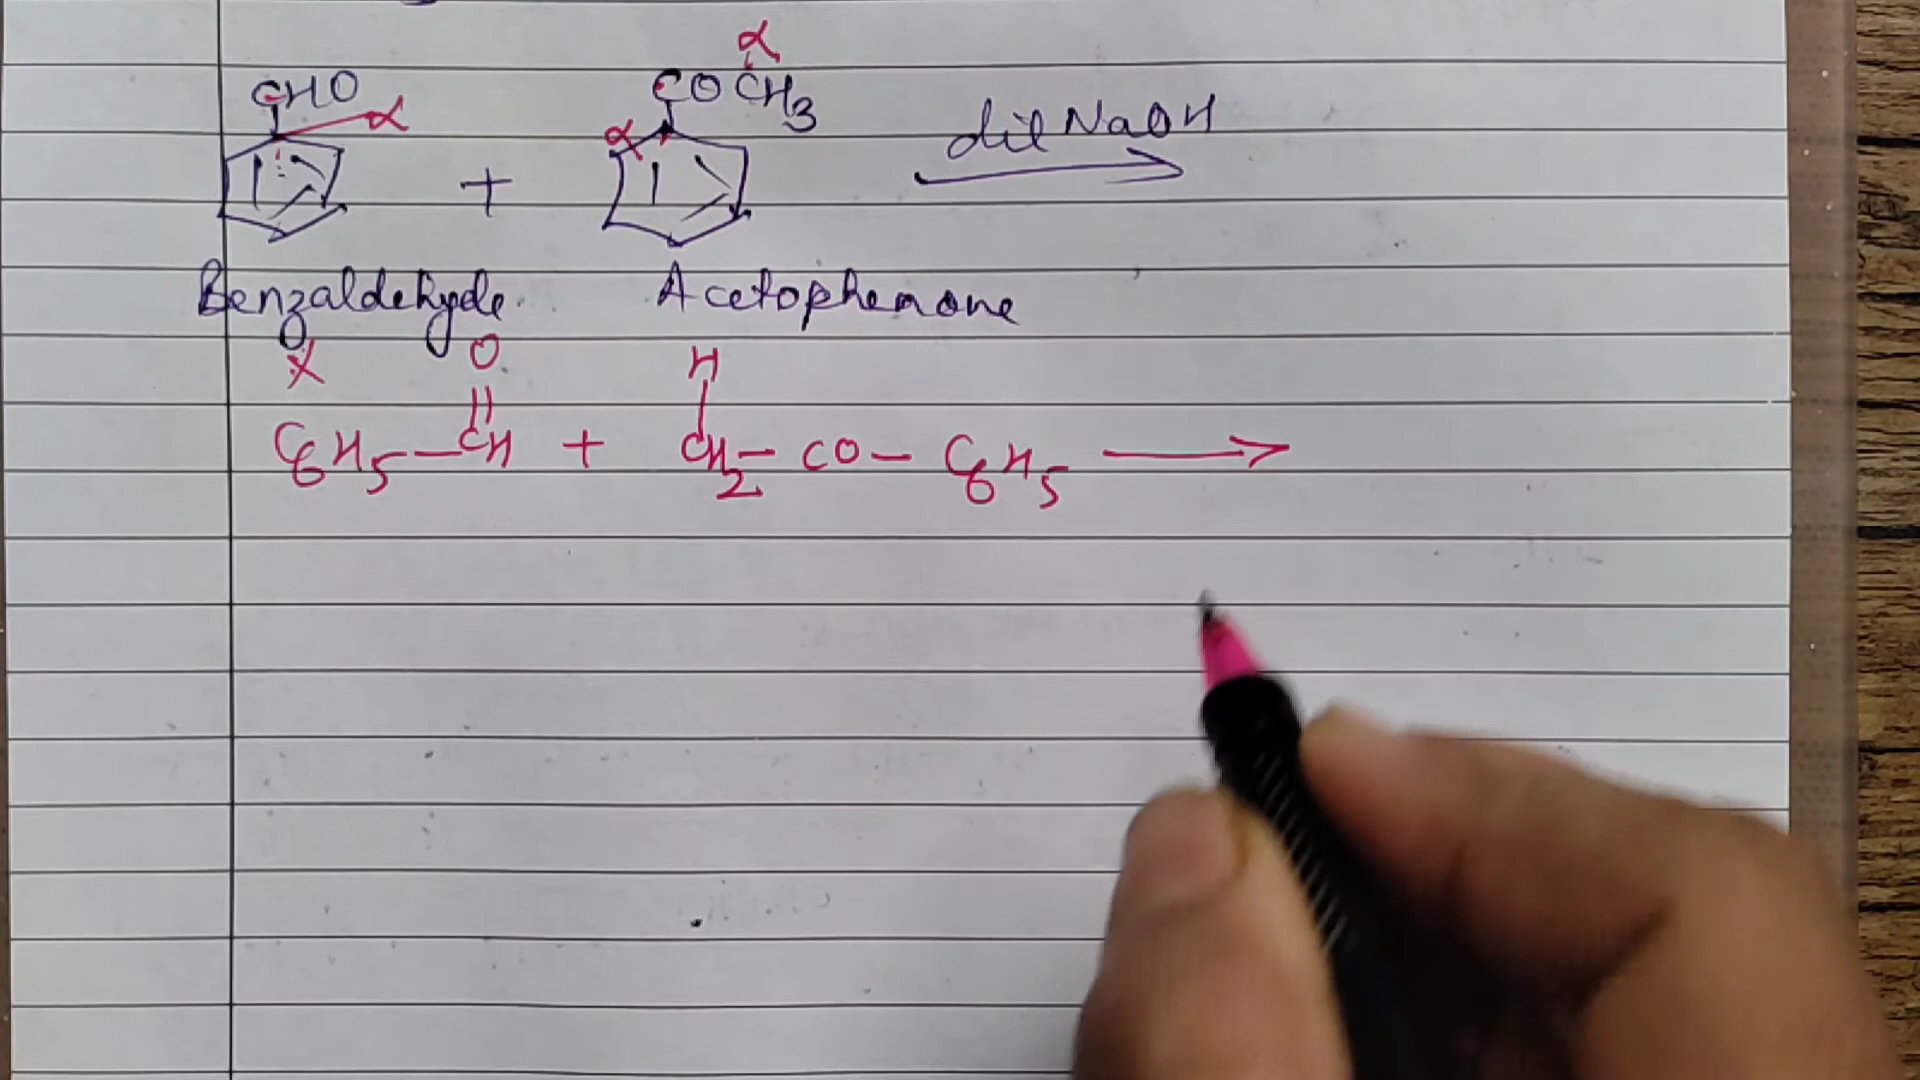 α
CHO α COCH3
α
+ dil NaOH
Benzaldehyde Acetophenone
x O H
C6H5-CH + CH2-CO-C6H5